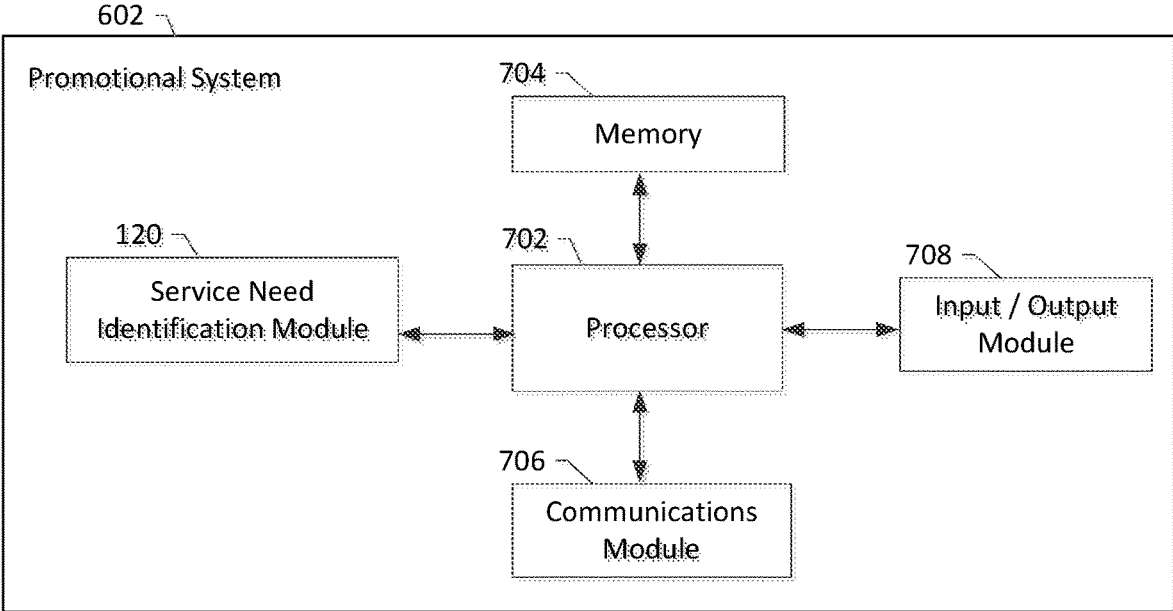 602
Promotional System
704
Memory
120
Service Need
Identification Module
702
Processor
708
Input / Output
Module
706
Communications
Module